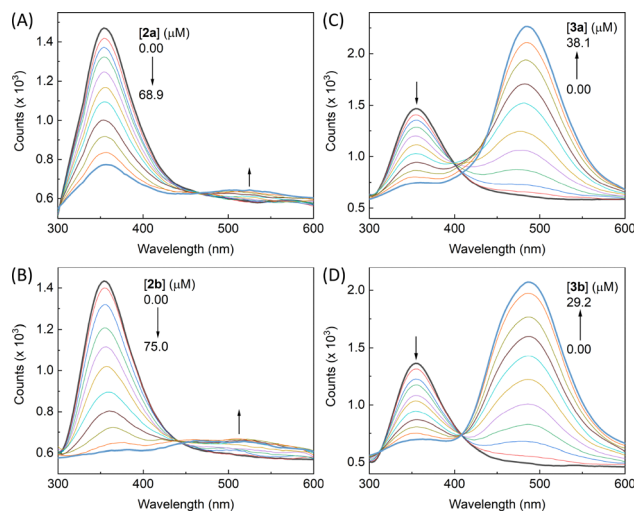 (A)
[2a] (μM)
0.00
68.9
1.4
1.2
1.0
0.8
0.6
Counts (x 10³)
300 400 500 600
Wavelength (nm)
(C)
[3a] (μM)
38.1
0.00
2.0
1.5
1.0
0.5
Counts (x 10³)
300 400 500 600
Wavelength (nm)
(B)
[2b] (μM)
0.00
75.0
1.4
1.2
1.0
0.8
0.6
Counts (x 10³)
300 400 500 600
Wavelength (nm)
(D)
[3b] (μM)
29.2
0.00
2.0
1.5
1.0
0.5
Counts (x 10³)
300 400 500 600
Wavelength (nm)